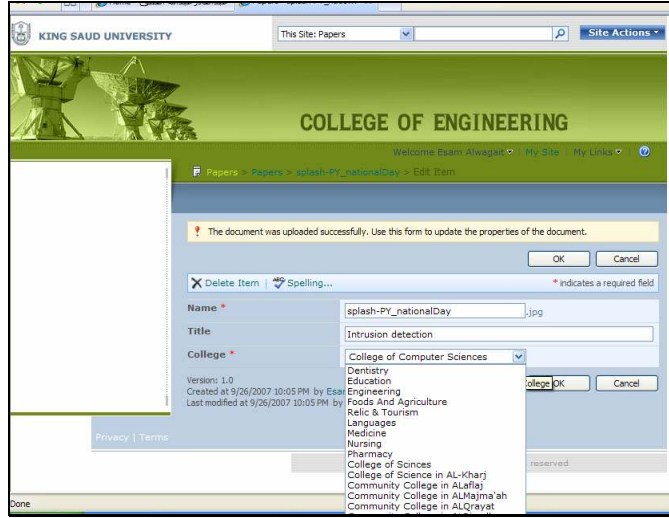 KING SAUD UNIVERSITY
This Site: Papers
Site Actions
COLLEGE OF ENGINEERING
Welcome Esam Alwagait | My Site | My Links
Papers > Papers > splash-PY_nationalDay > Edit Item
The document was uploaded successfully. Use this form to update the properties of the document.
OK Cancel
Delete Item | Spelling...
* indicates a required field
Name * splash-PY_nationalDay .jpg
Title Intrusion detection
College * College of Computer Sciences
Dentistry
Education
Engineering
Foods And Agriculture
Relic & Tourism
Languages
Medicine
Nursing
Pharmacy
College of Scinces
College of Science in AL-Kharj
Community College in ALaflaj
Community College in ALMajma'ah
Community College in ALQrayat
Version: 1.0
Created at 9/26/2007 10:05 PM by
Last modified at 9/26/2007 10:05 PM by
College OK Cancel
Privacy | Terms
reserved
Done